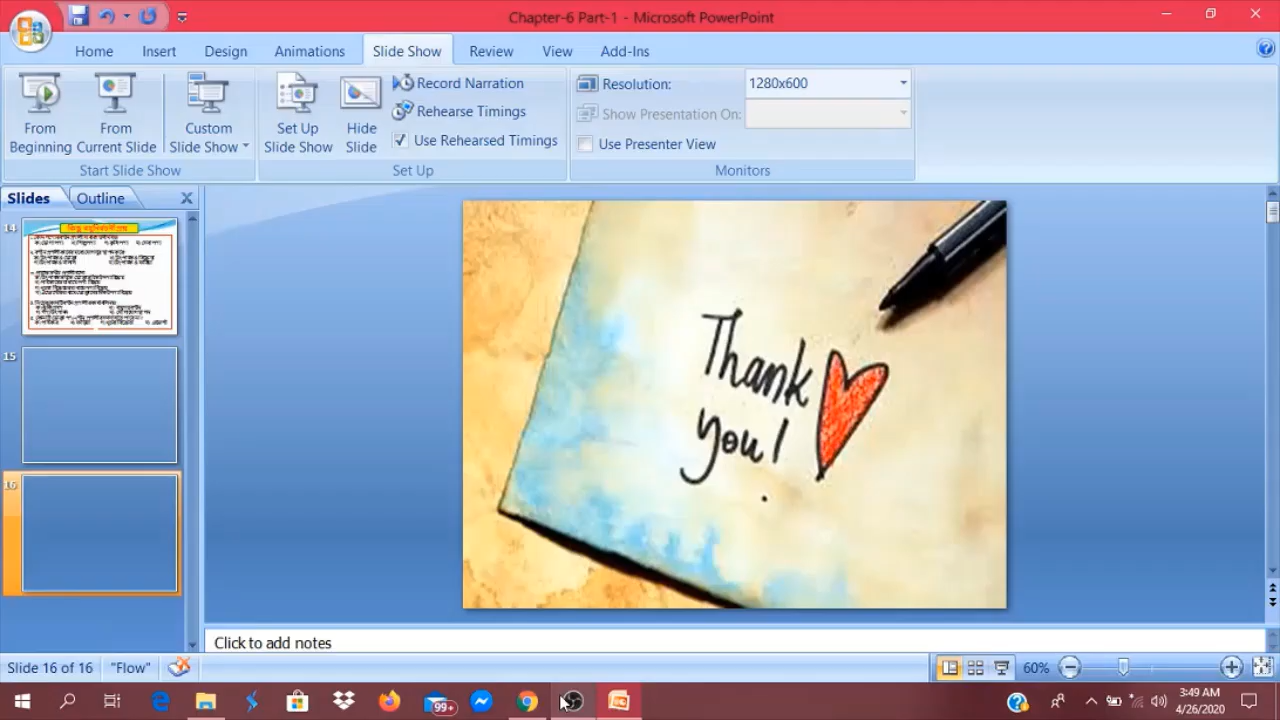 Chapter-6 Part-1 - Microsoft PowerPoint
Home Insert Design Animations Slide Show Review View Add-Ins
From Beginning
From Current Slide
Custom Slide Show
Start Slide Show
Set Up Slide Show
Hide Slide
Record Narration
Rehearse Timings
Use Rehearsed Timings
Set Up
Resolution: 1280x600
Show Presentation On:
Use Presenter View
Monitors
Slides Outline
14
15
16
Thank
you!
Click to add notes
Slide 16 of 16 "Flow" 60%
99+
3:49 AM
4/26/2020